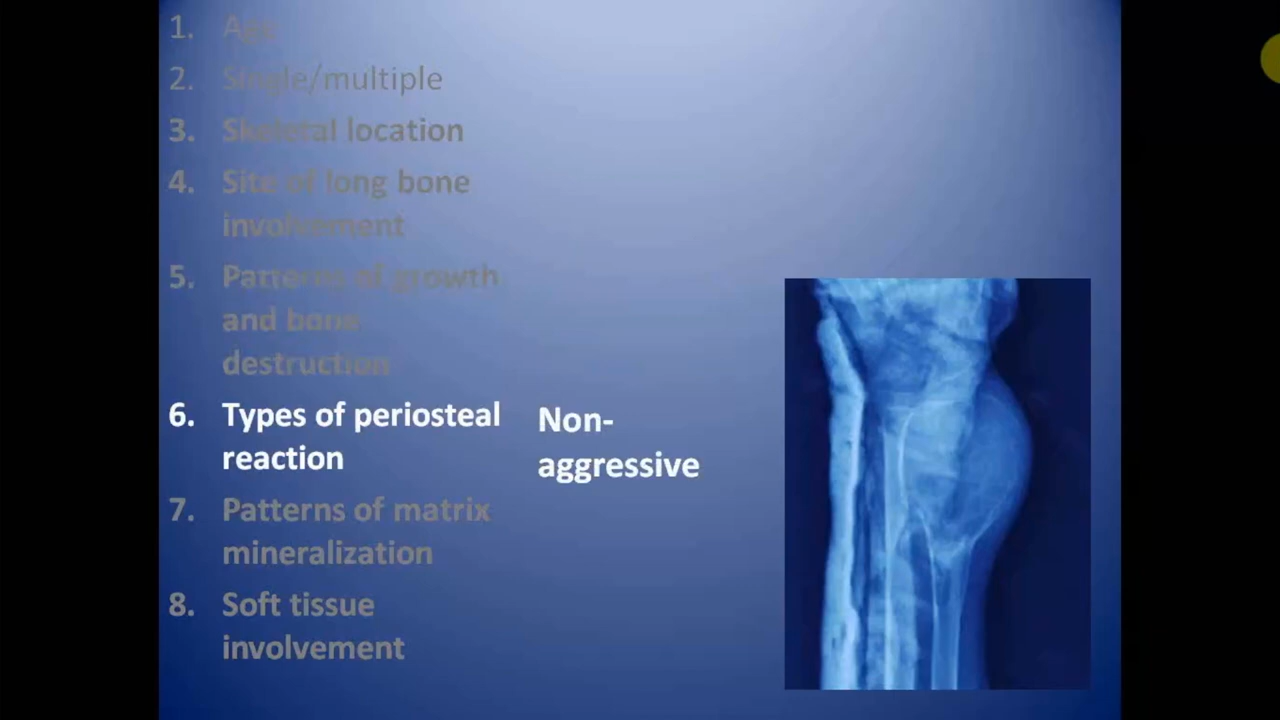 1. Age
2. Single/multiple
3. Skeletal location
4. Site of long bone
involvement
5. Patterns of growth
and bone
destruction
6. Types of periosteal
reaction
Non-
aggressive
7. Patterns of matrix
mineralization
8. Soft tissue
involvement